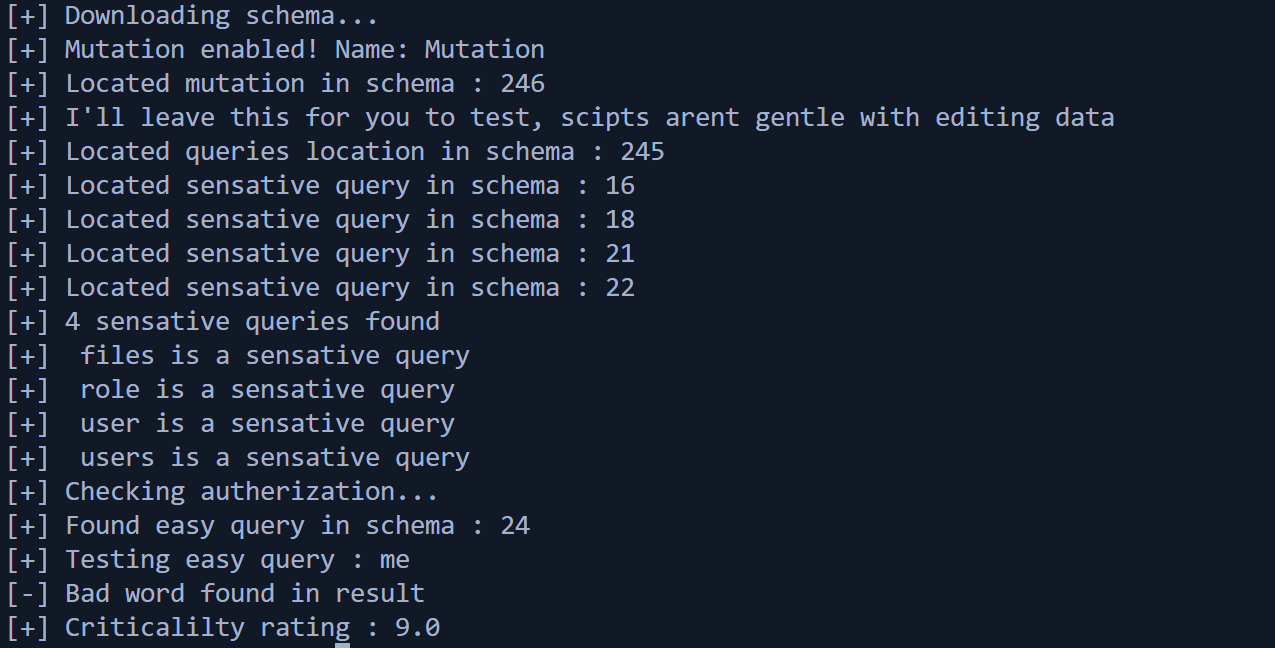 [+] Downloading schema...
[+] Mutation enabled! Name: Mutation
[+] Located mutation in schema : 246
[+] I'll leave this for you to test, scipts arent gentle with editing data
[+] Located queries location in schema : 245
[+] Located sensative query in schema : 16
[+] Located sensative query in schema : 18
[+] Located sensative query in schema : 21
[+] Located sensative query in schema : 22
[+] 4 sensative queries found
[+]  files is a sensative query
[+]  role is a sensative query
[+]  user is a sensative query
[+]  users is a sensative query
[+] Checking autherization...
[+] Found easy query in schema : 24
[+] Testing easy query : me
[-] Bad word found in result
[+] Criticalilty rating : 9.0